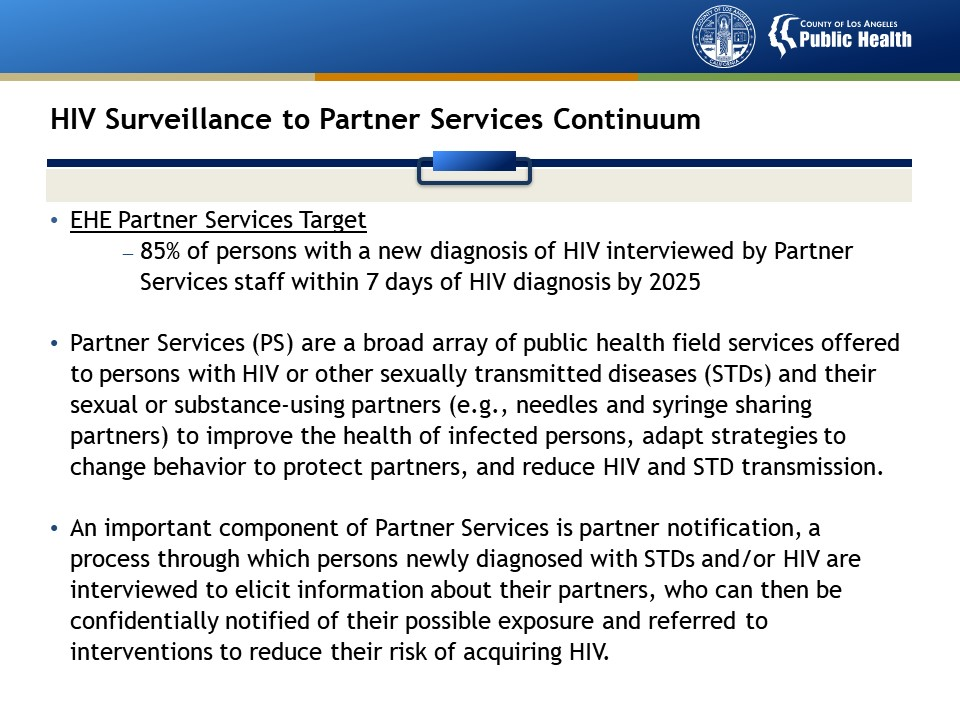 COUNTY OF LOS ANGELES
Public Health
HIV Surveillance to Partner Services Continuum
• EHE Partner Services Target
– 85% of persons with a new diagnosis of HIV interviewed by Partner
Services staff within 7 days of HIV diagnosis by 2025
• Partner Services (PS) are a broad array of public health field services offered
to persons with HIV or other sexually transmitted diseases (STDs) and their
sexual or substance-using partners (e.g., needles and syringe sharing
partners) to improve the health of infected persons, adapt strategies to
change behavior to protect partners, and reduce HIV and STD transmission.
• An important component of Partner Services is partner notification, a
process through which persons newly diagnosed with STDs and/or HIV are
interviewed to elicit information about their partners, who can then be
confidentially notified of their possible exposure and referred to
interventions to reduce their risk of acquiring HIV.